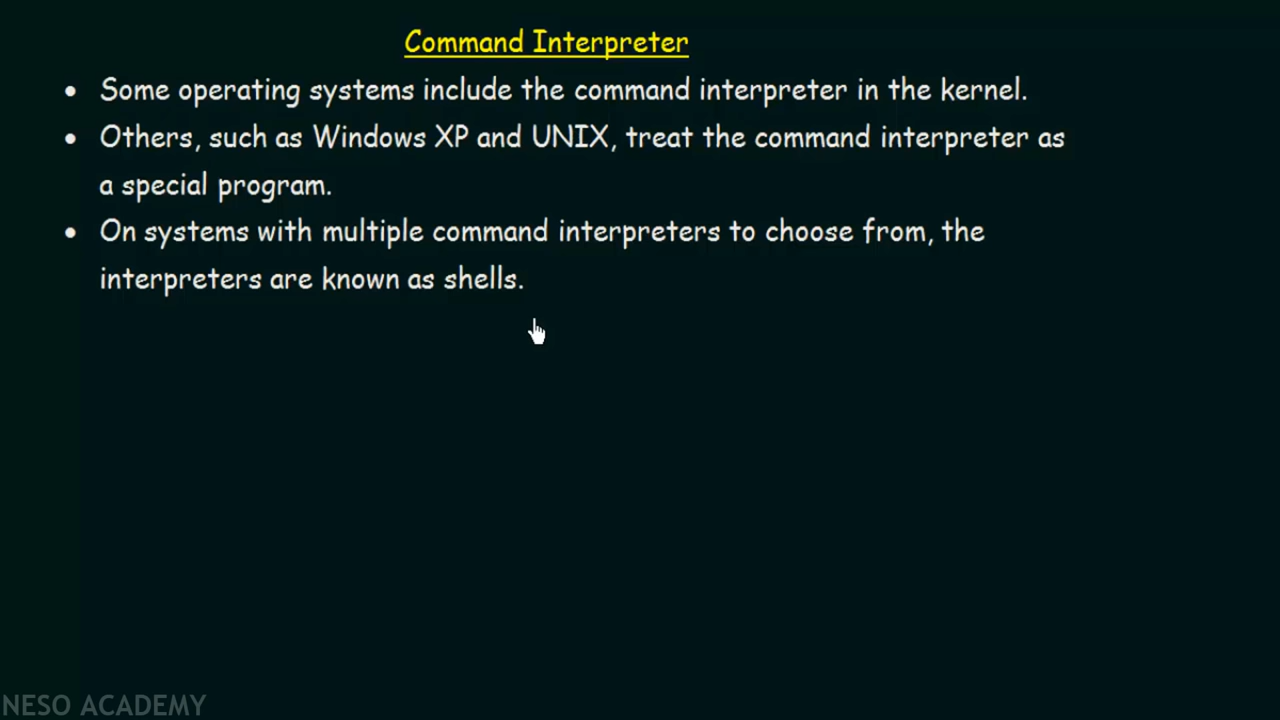 Command Interpreter
• Some operating systems include the command interpreter in the kernel.
• Others, such as Windows XP and UNIX, treat the command interpreter as
a special program.
• On systems with multiple command interpreters to choose from, the
interpreters are known as shells.
NESO ACADEMY